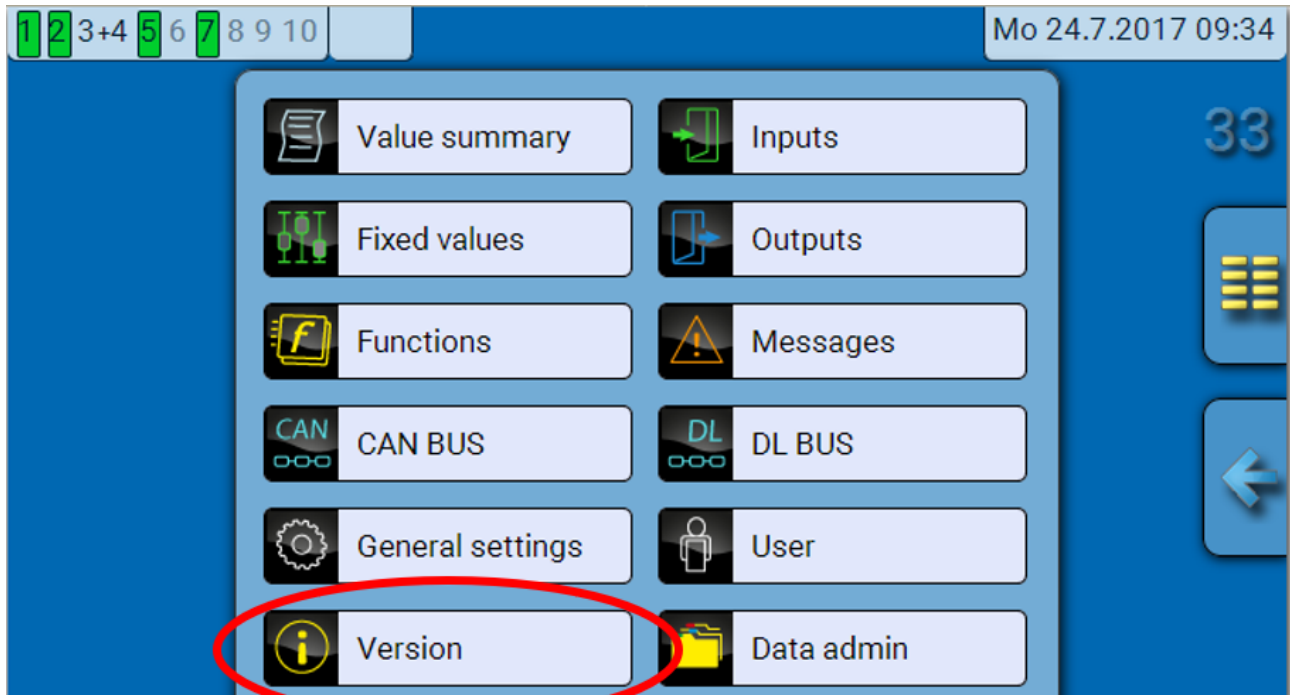 1 2 3+4 5 6 7 8 9 10
Mo 24.7.2017 09:34
33
Value summary
Inputs
Fixed values
Outputs
f
Functions
Messages
CAN
CAN BUS
DL
DL BUS
General settings
User
i
Version
Data admin